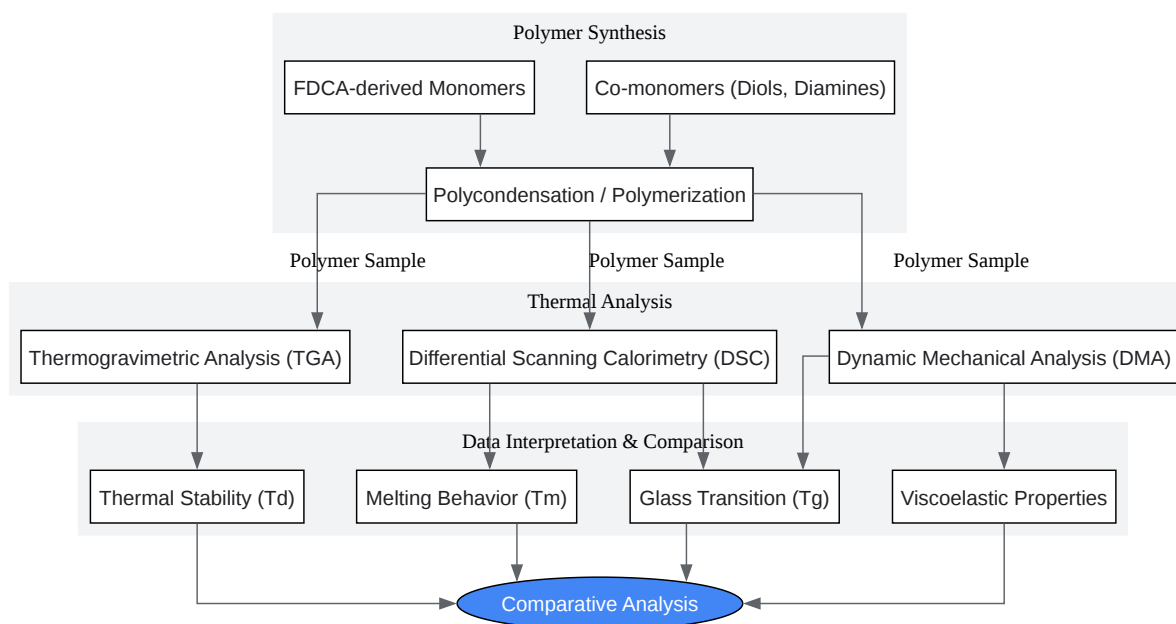 Polymer Synthesis
FDCA-derived Monomers
Co-monomers (Diols, Diamines)
Polycondensation / Polymerization
Polymer Sample
Polymer Sample
Polymer Sample
Thermal Analysis
Thermogravimetric Analysis (TGA)
Differential Scanning Calorimetry (DSC)
Dynamic Mechanical Analysis (DMA)
Data Interpretation & Comparison
Thermal Stability (Td)
Melting Behavior (Tm)
Glass Transition (Tg)
Viscoelastic Properties
Comparative Analysis